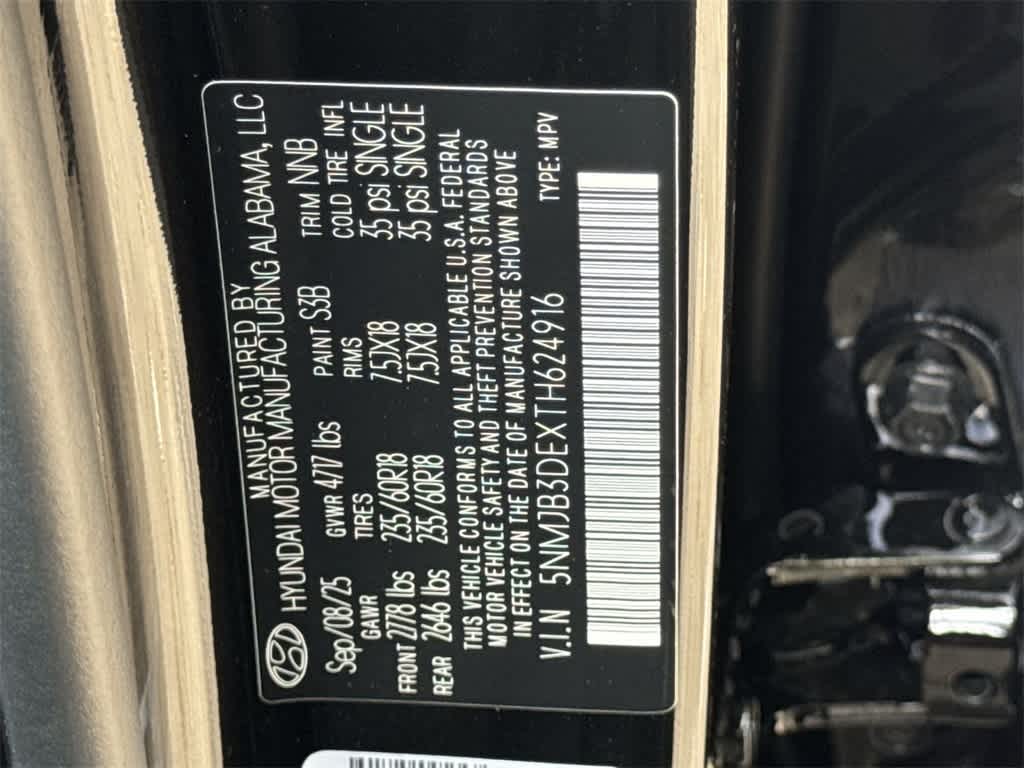 MANUFACTURED BY
HYUNDAI MOTOR MANUFACTURING ALABAMA, LLC
Sep/08/25 GVWR 4717 lbs PAINT S3B TRIM NNB
GAWR TIRES RIMS COLD TIRE INFL
FRONT 2778 lbs 235/60R18 7.5JX18 35 psi SINGLE
REAR 2646 lbs 235/60R18 7.5JX18 35 psi SINGLE
THIS VEHICLE CONFORMS TO ALL APPLICABLE U.S.A. FEDERAL
MOTOR VEHICLE SAFETY AND THEFT PREVENTION STANDARDS
IN EFFECT ON THE DATE OF MANUFACTURE SHOWN ABOVE
V.I.N 5NMJB3DEXTH624916 TYPE: MPV